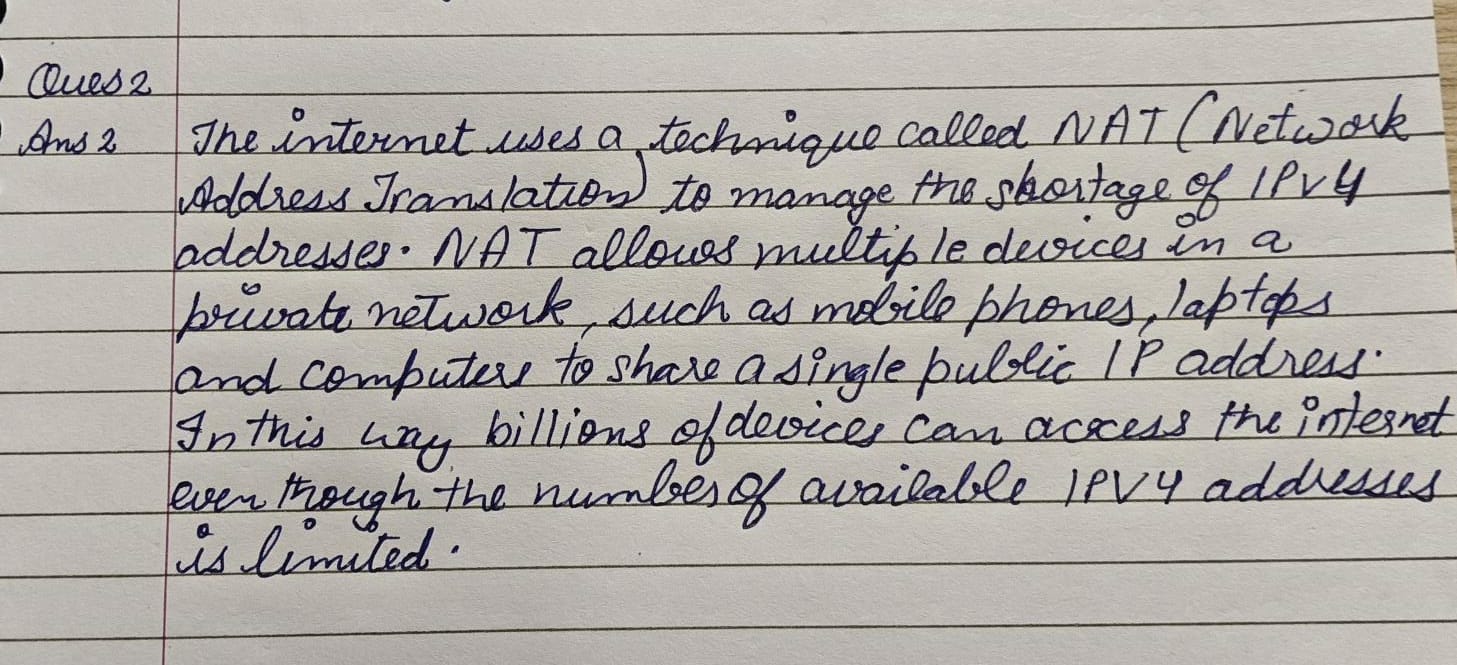 Ques 2
Ans 2 The internet uses a technique called NAT (Network
Address Translation) to manage the shortage of IPv4
addresses. NAT allows multiple devices in a
private network, such as mobile phones, laptops
and computers to share a single public IP address.
In this way billions of devices can access the internet
even though the number of available IPV4 addresses
is limited.